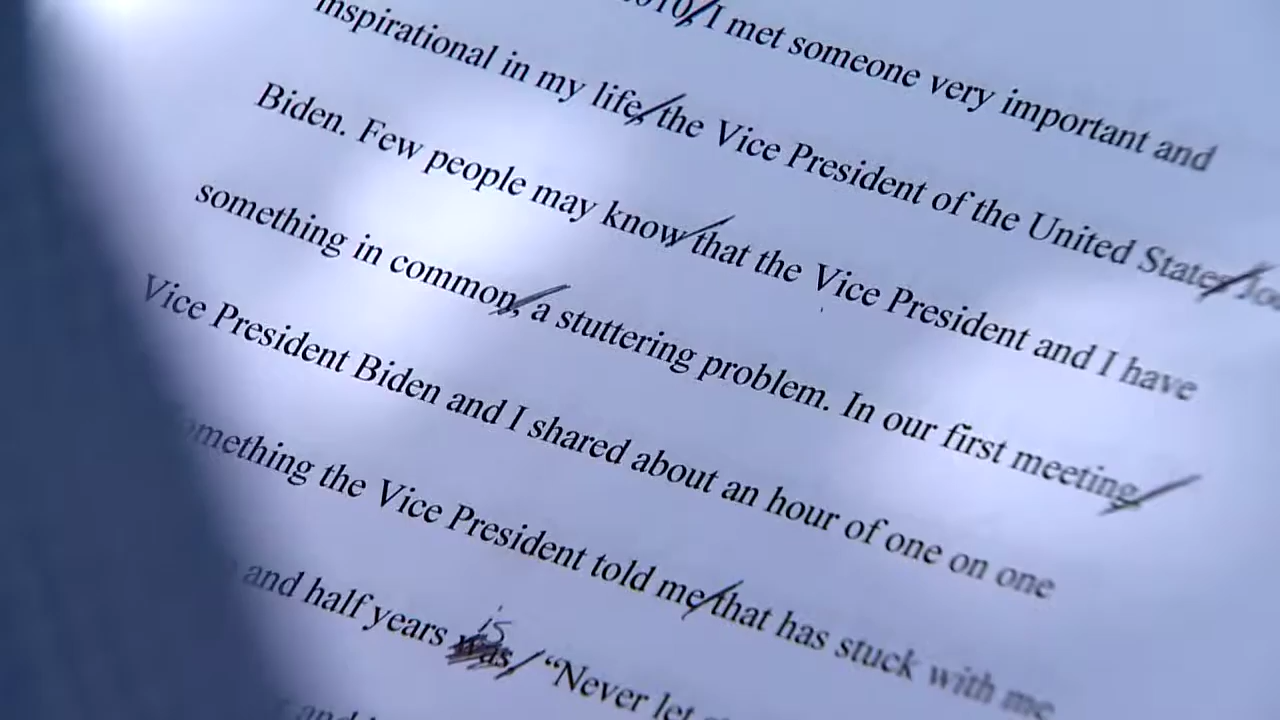 I met someone very important and
inspirational in my life, the Vice President of the United States
Biden. Few people may know that the Vice President and I have
something in common, a stuttering problem. In our first meeting,
Vice President Biden and I shared about an hour of one on one
something the Vice President told me that has stuck with me
is
and half years was, “Never let
and